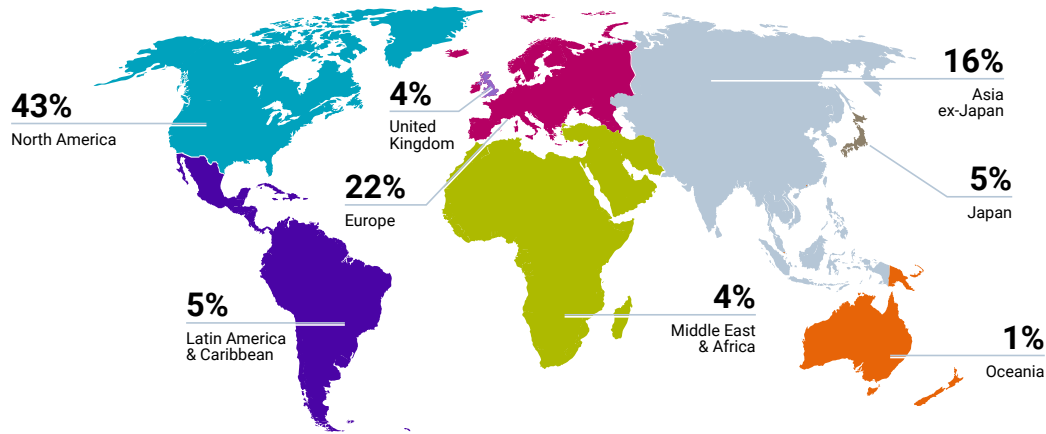 43%
North America
4%
United
Kingdom
22%
Europe
5%
Latin America
& Caribbean
4%
Middle East
& Africa
16%
Asia
ex-Japan
5%
Japan
1%
Oceania